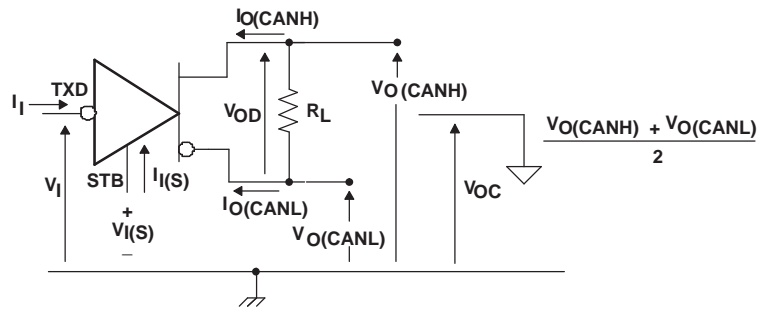 IO(CANH)
TXD
II
VOD
RL
VO(CANH)
VO(CANH) + VO(CANL)
2
VI
STB
II(S)
IO(CANL)
VOC
+
VI(S)
–
VO(CANL)